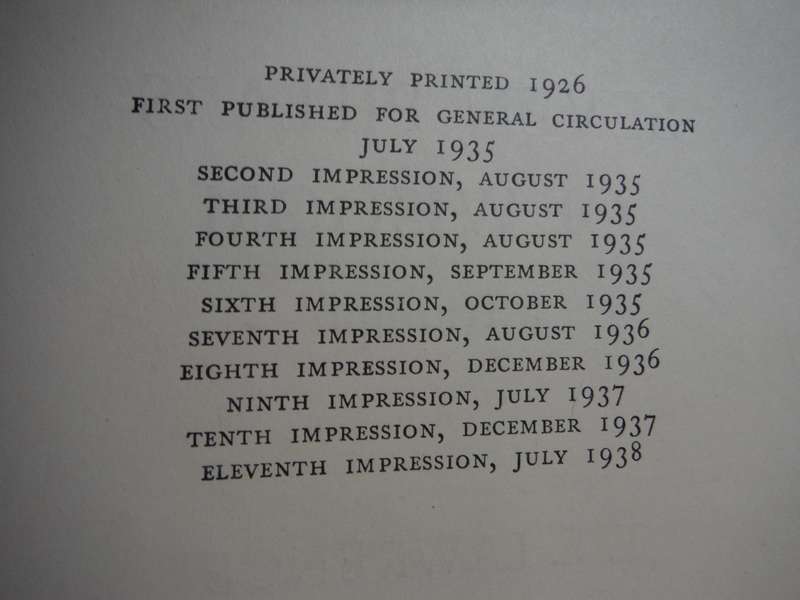 PRIVATELY PRINTED 1926
FIRST PUBLISHED FOR GENERAL CIRCULATION
JULY 1935
SECOND IMPRESSION, AUGUST 1935
THIRD IMPRESSION, AUGUST 1935
FOURTH IMPRESSION, AUGUST 1935
FIFTH IMPRESSION, SEPTEMBER 1935
SIXTH IMPRESSION, OCTOBER 1935
SEVENTH IMPRESSION, AUGUST 1936
EIGHTH IMPRESSION, DECEMBER 1936
NINTH IMPRESSION, JULY 1937
TENTH IMPRESSION, DECEMBER 1937
ELEVENTH IMPRESSION, JULY 1938